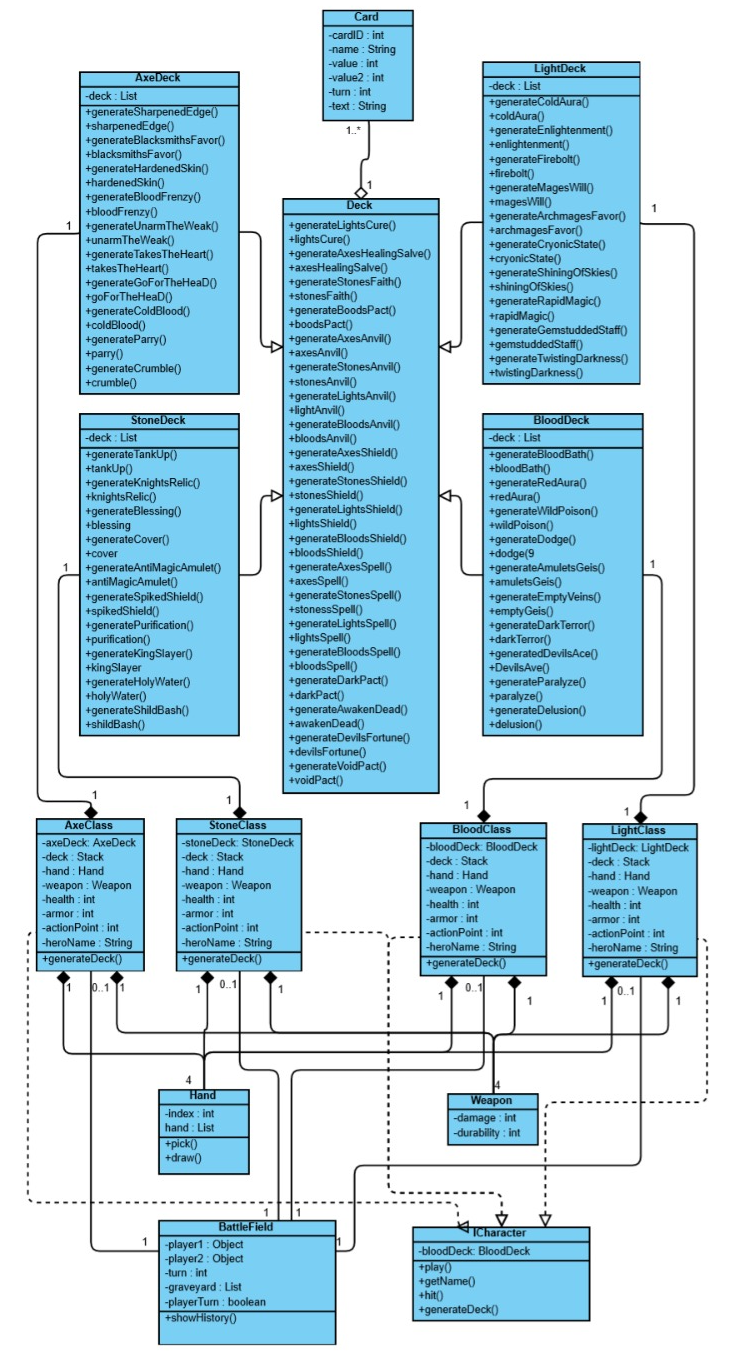 Card
-cardID : int
-name : String
-value : int
-value2 : int
-turn : int
-text : String
1..*
1
AxeDeck
-deck : List
+generateSharpenedEdge()
+sharpenedEdge()
+generateBlacksmithsFavor()
+blacksmithsFavor()
+generateHardenedSkin()
+hardenedSkin()
+generateBloodFrenzy()
+bloodFrenzy()
+generateUnarmTheWeak()
+unarmTheWeak()
+generateTakesTheHeart()
+takesTheHeart()
+generateGoForTheHeaD()
+goForTheHeaD()
+generateColdBlood()
+coldBlood()
+generateParry()
+parry()
+generateCrumble()
+crumble()
1
LightDeck
-deck : List
+generateColdAura()
+coldAura()
+generateEnlightenment()
+enlightenment()
+generateFirebolt()
+firebolt()
+generateMagesWill()
+magesWill()
+generateArchmagesFavor()
+archmagesFavor()
+generateCryonicState()
+cryonicState()
+generateShiningOfSkies()
+shiningOfSkies()
+generateRapidMagic()
+rapidMagic()
+generateGemstuddedStaff()
+gemstuddedStaff()
+generateTwistingDarkness()
+twistingDarkness()
1
Deck
+generateLightsCure()
+lightsCure()
+generateAxesHealingSalve()
+axesHealingSalve()
+generateStonesFaith()
+stonesFaith()
+generateBoodsPact()
+boodsPact()
+generateAxesAnvil()
+axesAnvil()
+generateStonesAnvil()
+stonesAnvil()
+generateLightsAnvil()
+lightAnvil()
+generateBloodsAnvil()
+bloodsAnvil()
+generateAxesShield()
+axesShield()
+generateStonesShield()
+stonesShield()
+generateLightsShield()
+lightsShield()
+generateBloodsShield()
+bloodsShield()
+generateAxesSpell()
+axesSpell()
+generateStonesSpell()
+stonessSpell()
+generateLightsSpell()
+lightsSpell()
+generateBloodsSpell()
+bloodsSpell()
+generateDarkPact()
+darkPact()
+generateAwakenDead()
+awakenDead()
+generateDevilsFortune()
+devilsFortune()
+generateVoidPact()
+voidPact()
StoneDeck
-deck : List
+generateTankUp()
+tankUp()
+generateKnightsRelic()
+knightsRelic()
+generateBlessing()
+blessing
+generateCover()
+cover
+generateAntiMagicAmulet()
+antiMagicAmulet()
+generateSpikedShield()
+spikedShield()
+generatePurification()
+purification()
+generateKingSlayer()
+kingSlayer
+generateHolyWater()
+holyWater()
+generateShildBash()
+shildBash()
1
BloodDeck
-deck : List
+generateBloodBath()
+bloodBath()
+generateRedAura()
+redAura()
+generateWildPoison()
+wildPoison()
+generateDodge()
+dodge(9
+generateAmuletsGeis()
+amuletsGeis()
+generateEmptyVeins()
+emptyGeis()
+generateDarkTerror()
+darkTerror()
+generatedDevilsAce()
+DevilsAve()
+generateParalyze()
+paralyze()
+generateDelusion()
+delusion()
1
1
AxeClass
-axeDeck: AxeDeck
-deck : Stack
-hand : Hand
-weapon : Weapon
-health : int
-armor : int
-actionPoint : int
-heroName : String
+generateDeck()
1
0..1
1
1
StoneClass
-stoneDeck: StoneDeck
-deck : Stack
-hand : Hand
-weapon : Weapon
-health : int
-armor : int
-actionPoint : int
-heroName : String
+generateDeck()
1
0..1
1
1
BloodClass
-bloodDeck: BloodDeck
-deck : Stack
-hand : Hand
-weapon : Weapon
-health : int
-armor : int
-actionPoint : int
-heroName : String
+generateDeck()
1
0..1
1
1
LightClass
-lightDeck: LightDeck
-deck : Stack
-hand : Hand
-weapon : Weapon
-health : int
-armor : int
-actionPoint : int
-heroName : String
+generateDeck()
1
0..1
1
4
Hand
-index : int
hand : List
+pick()
+draw()
4
Weapon
-damage : int
-durability : int
1
1
1
1
BattleField
-player1 : Object
-player2 : Object
-turn : int
-graveyard : List
-playerTurn : boolean
+showHistory()
ICharacter
-bloodDeck: BloodDeck
+play()
+getName()
+hit()
+generateDeck()